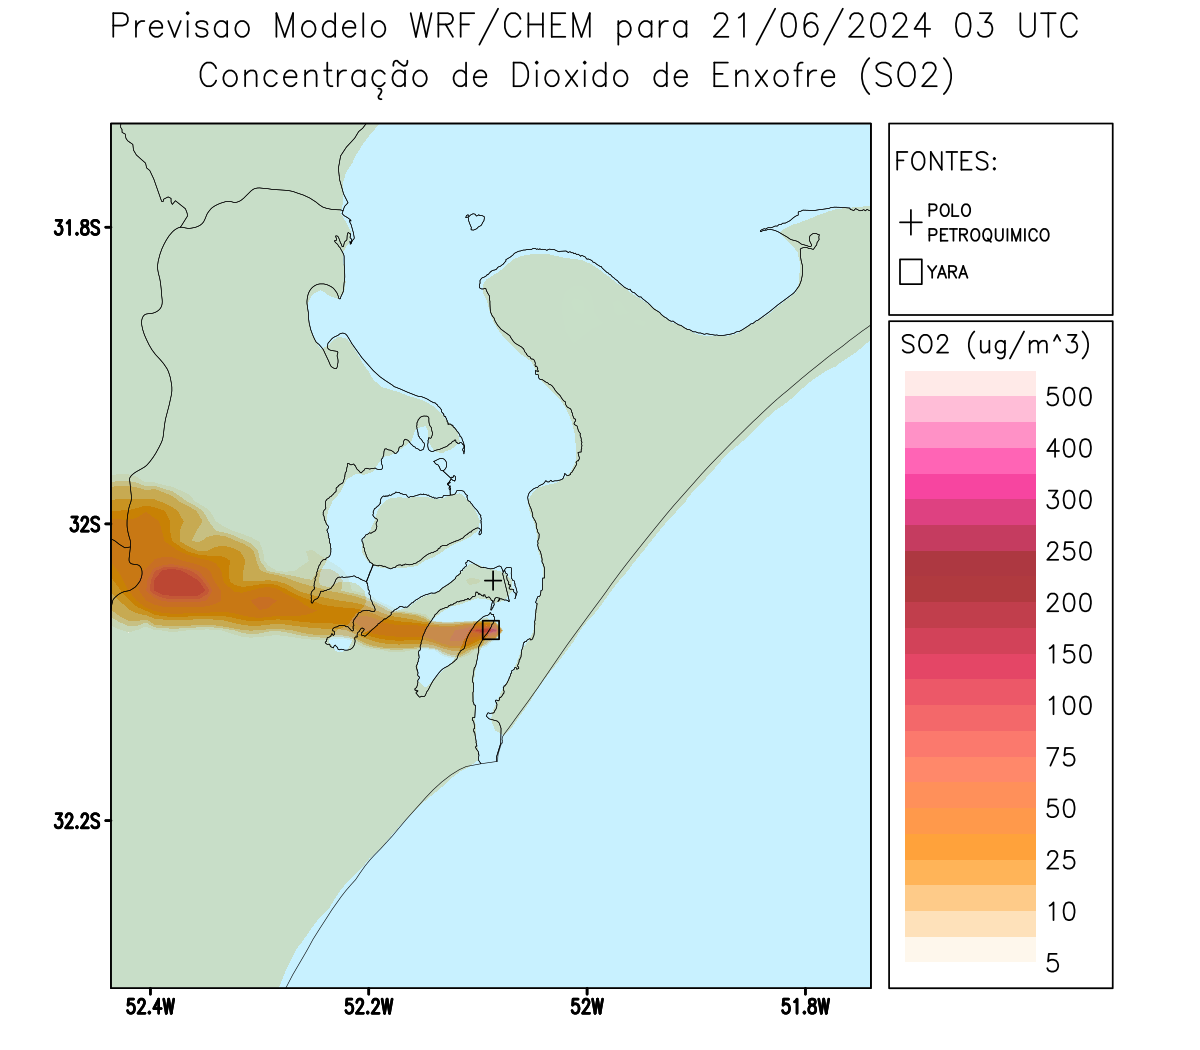 Previsao Modelo WRF/CHEM para 21/06/2024 03 UTC
Concentração de Dioxido de Enxofre (SO2)
FONTES:
POLO
PETROQUIMICO
YARA
SO2 (ug/m^3)
500
400
300
250
200
150
100
75
50
25
10
5
31.8S
32S
32.2S
52.4W
52.2W
52W
51.8W